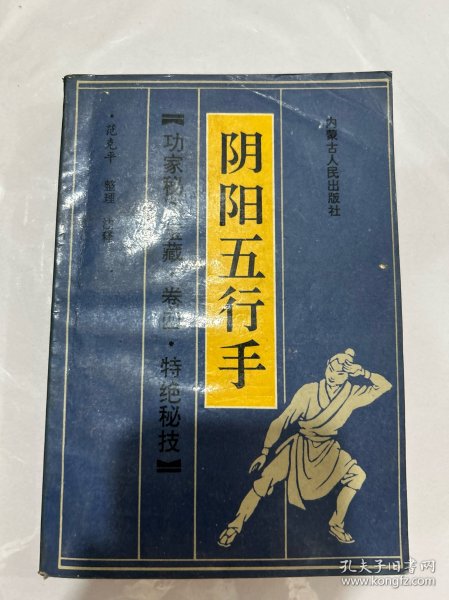 内蒙古人民出版社
阴阳五行手
【功家秘 藏·卷 ·特绝秘技】
·范克平 整理
孔夫子旧书网
www.kongfz.com